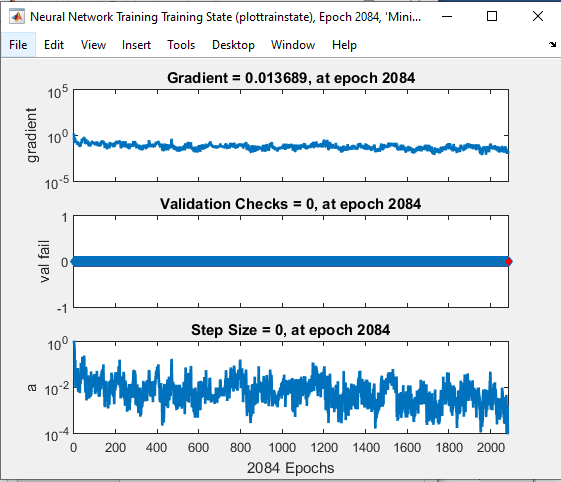 Neural Network Training Training State (plottrainstate), Epoch 2084, 'Mini...
File Edit View Insert Tools Desktop Window Help
Gradient = 0.013689, at epoch 2084
10^5
10^0
10^-5
gradient
Validation Checks = 0, at epoch 2084
1
0
-1
val fail
Step Size = 0, at epoch 2084
10^0
10^-2
10^-4
a
0 200 400 600 800 1000 1200 1400 1600 1800 2000
2084 Epochs